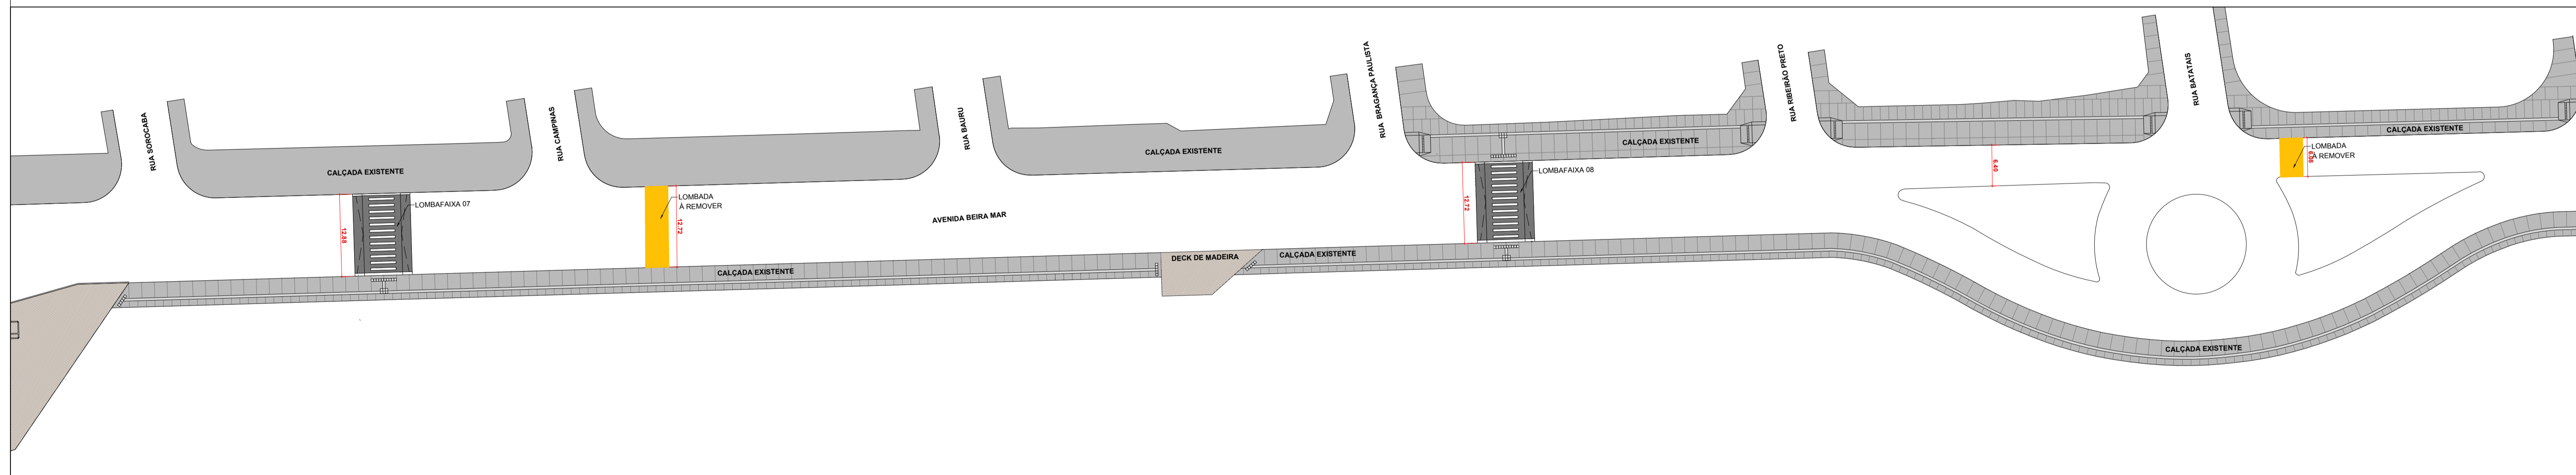 RUA SOROCABA
CALÇADA EXISTENTE
12.88
LOMBAFAIXA 07
RUA CAMPINAS
LOMBADA
À REMOVER
12.72
CALÇADA EXISTENTE
RUA BAURU
AVENIDA BEIRA MAR
CALÇADA EXISTENTE
DECK DE MADEIRA
CALÇADA EXISTENTE
RUA BRAGANÇA PAULISTA
CALÇADA EXISTENTE
12.72
LOMBAFAIXA 08
RUA RIBEIRÃO PRETO
6.40
RUA BATATAIS
CALÇADA EXISTENTE
LOMBADA
À REMOVER
CALÇADA EXISTENTE